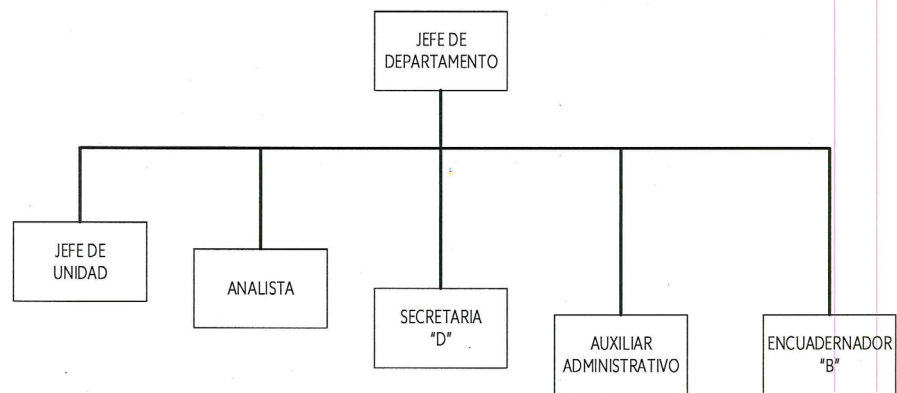 JEFE DE
DEPARTAMENTO
JEFE DE
UNIDAD
ANALISTA
SECRETARIA
"D"
AUXILIAR
ADMINISTRATIVO
ENCUADERNADOR
"B"